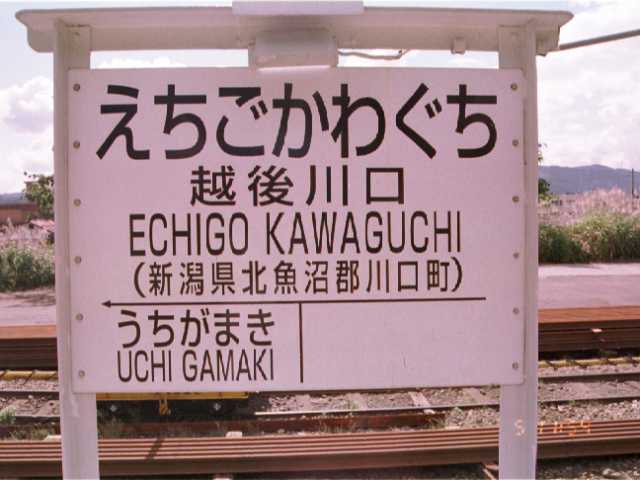 えちごかわぐち
越後川口
ECHIGO KAWAGUCHI
(新潟県北魚沼郡川口町)
うちがまき
UCHI GAMAKI